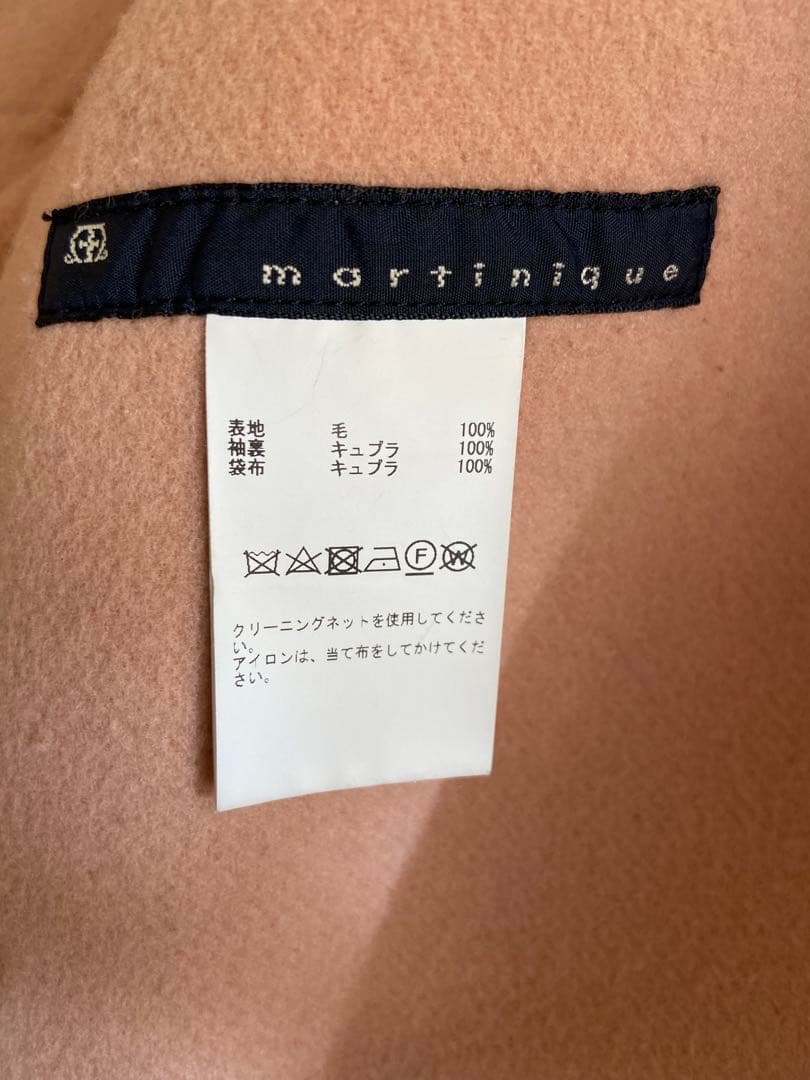 martinique
表地 毛 100%
袖裏 キュプラ 100%
袋布 キュプラ 100%
F W
クリーニングネットを使用してくださ
い。
アイロンは、当て布をしてかけてくだ
さい。